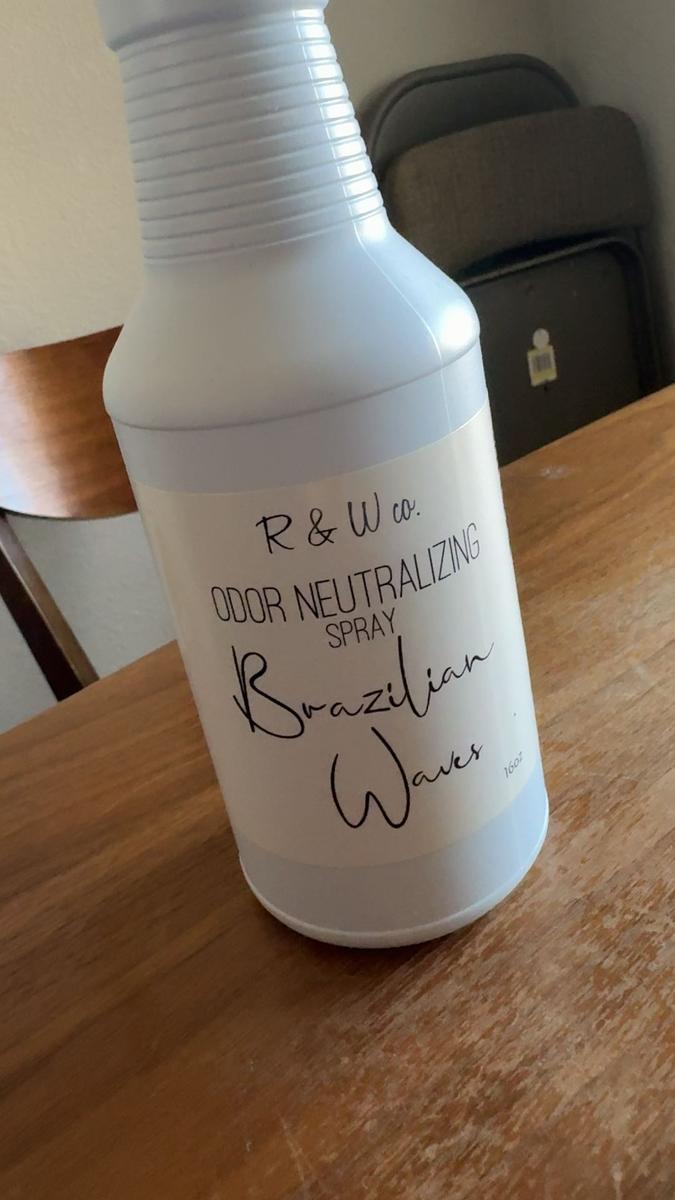 R & W co.
ODOR NEUTRALIZING
SPRAY
Brazilian
Waves
16oz